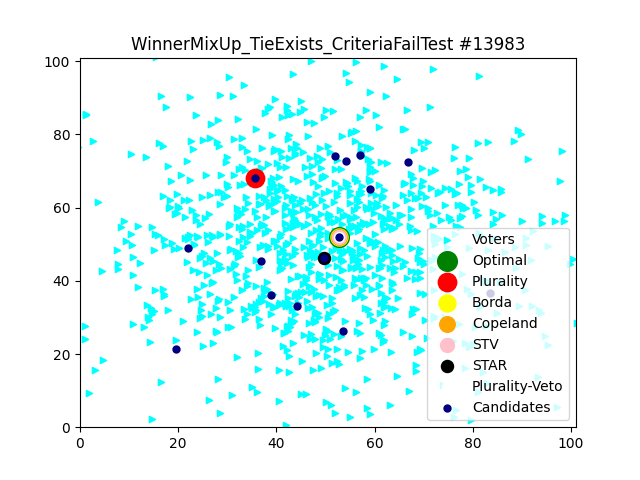 WinnerMixUp_TieExists_CriteriaFailTest #13983
100
80
60
40
20
0
0
20
40
60
80
100
Voters
Optimal
Plurality
Borda
Copeland
STV
STAR
Plurality-Veto
Candidates